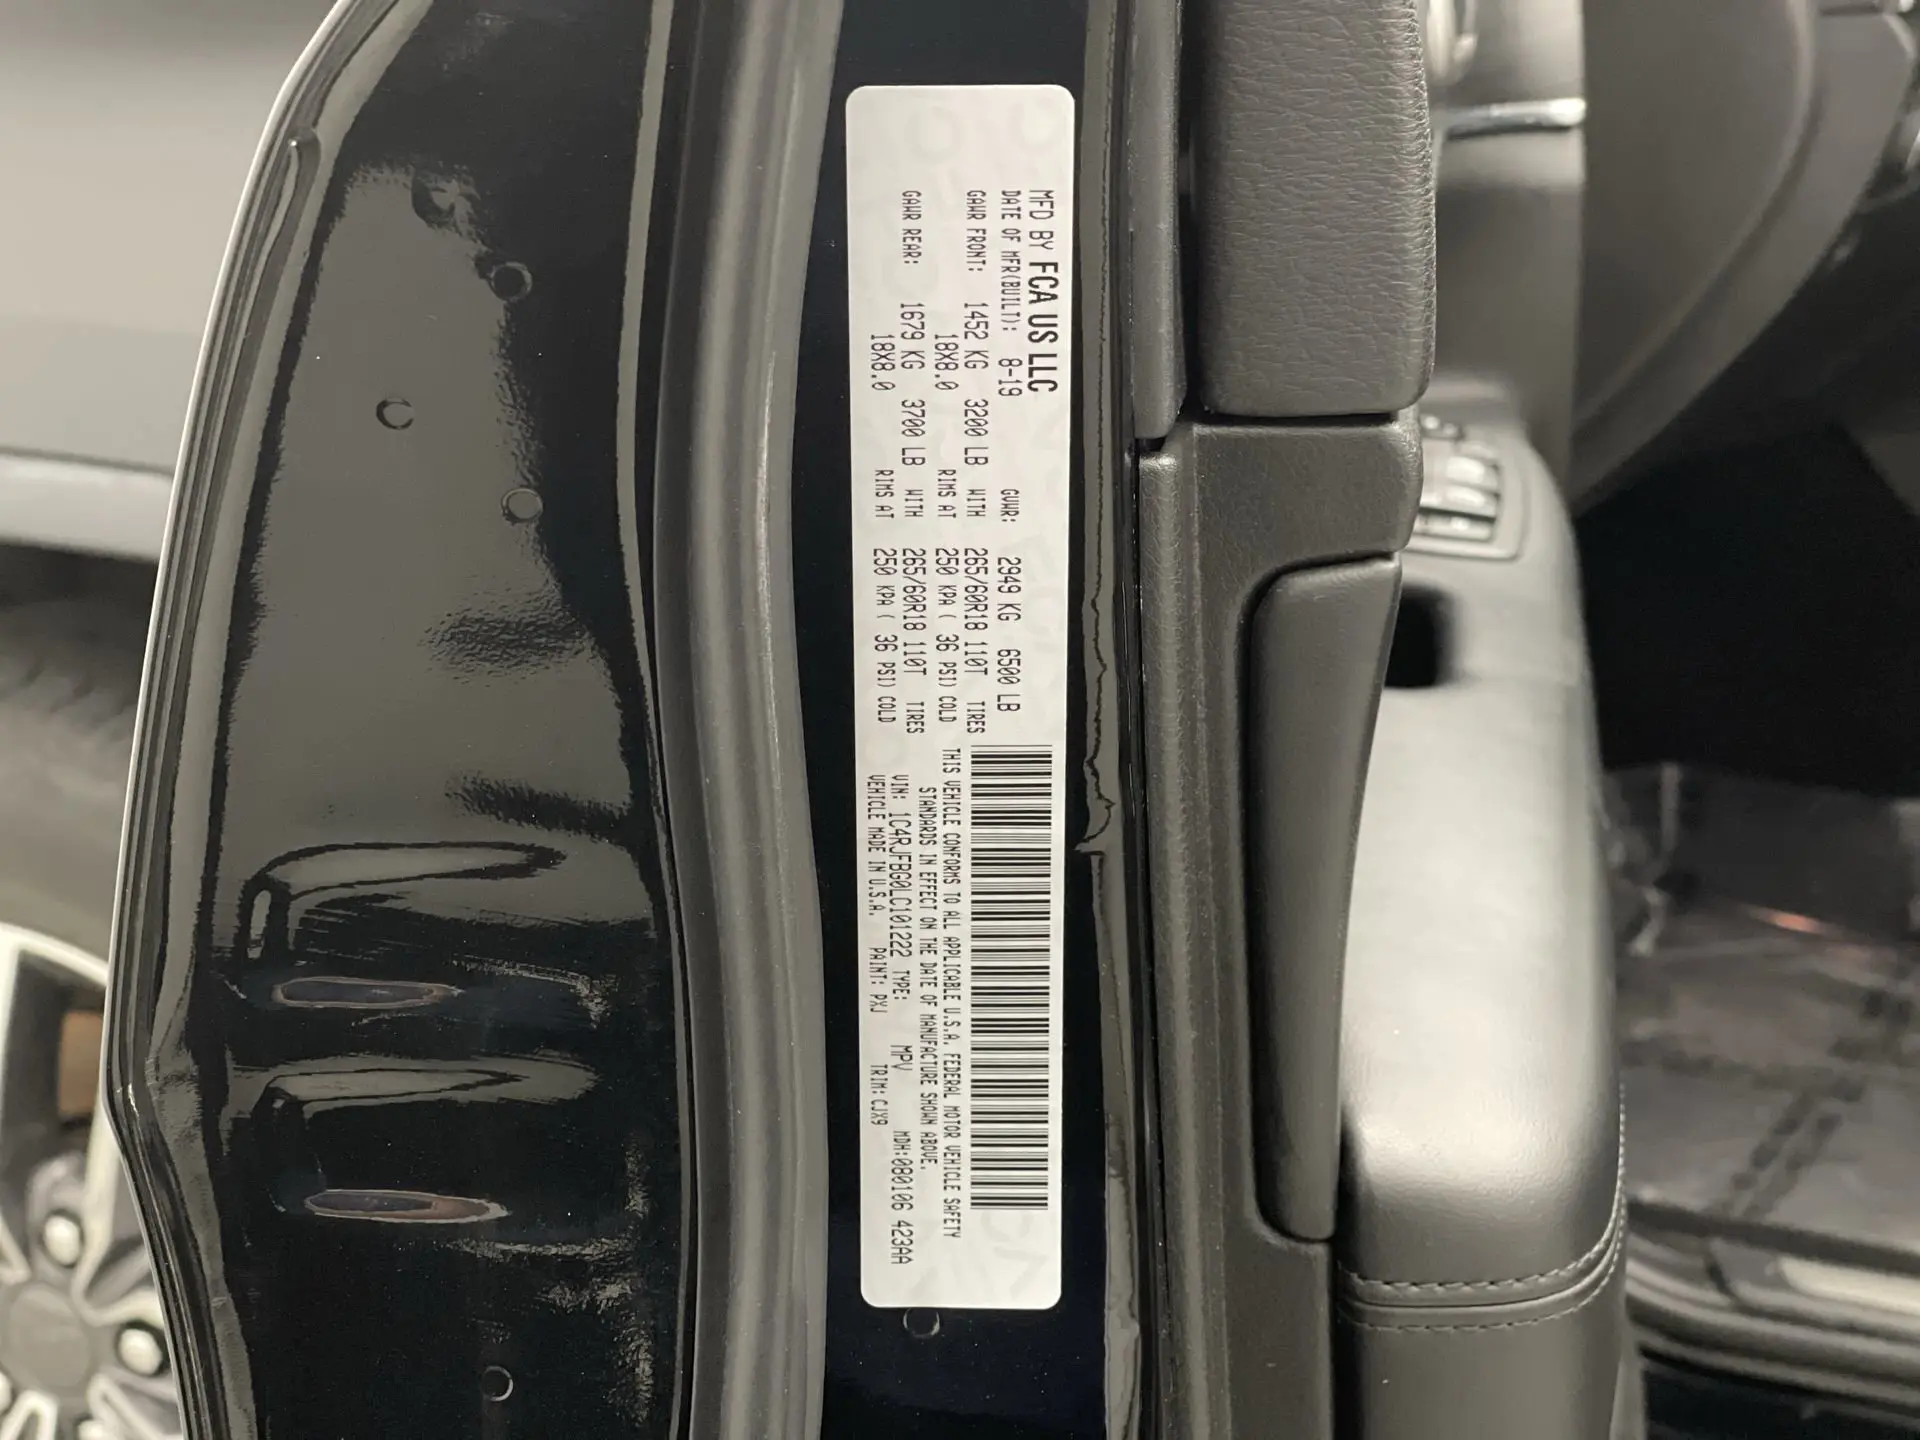 MFD BY FCA US LLC
DATE OF MFR(BUILT): 8-19 GVWR: 2949 KG 6500 LB
GAWR FRONT: 1452 KG 3200 LB WITH 265/60R18 110T TIRES
18X8.0 RIMS AT 250 KPA ( 36 PSI) COLD
GAWR REAR: 1679 KG 3700 LB WITH 265/60R18 110T TIRES
18X8.0 RIMS AT 250 KPA ( 36 PSI) COLD
THIS VEHICLE CONFORMS TO ALL APPLICABLE U.S.A. FEDERAL MOTOR VEHICLE SAFETY
STANDARDS IN EFFECT ON THE DATE OF MANUFACTURE SHOWN ABOVE.
VIN: 1C4RJFBG0LC101222 TYPE: MPV MDH:080106 423AA
VEHICLE MADE IN U.S.A. PAINT: PXJ TRIM: CJX9